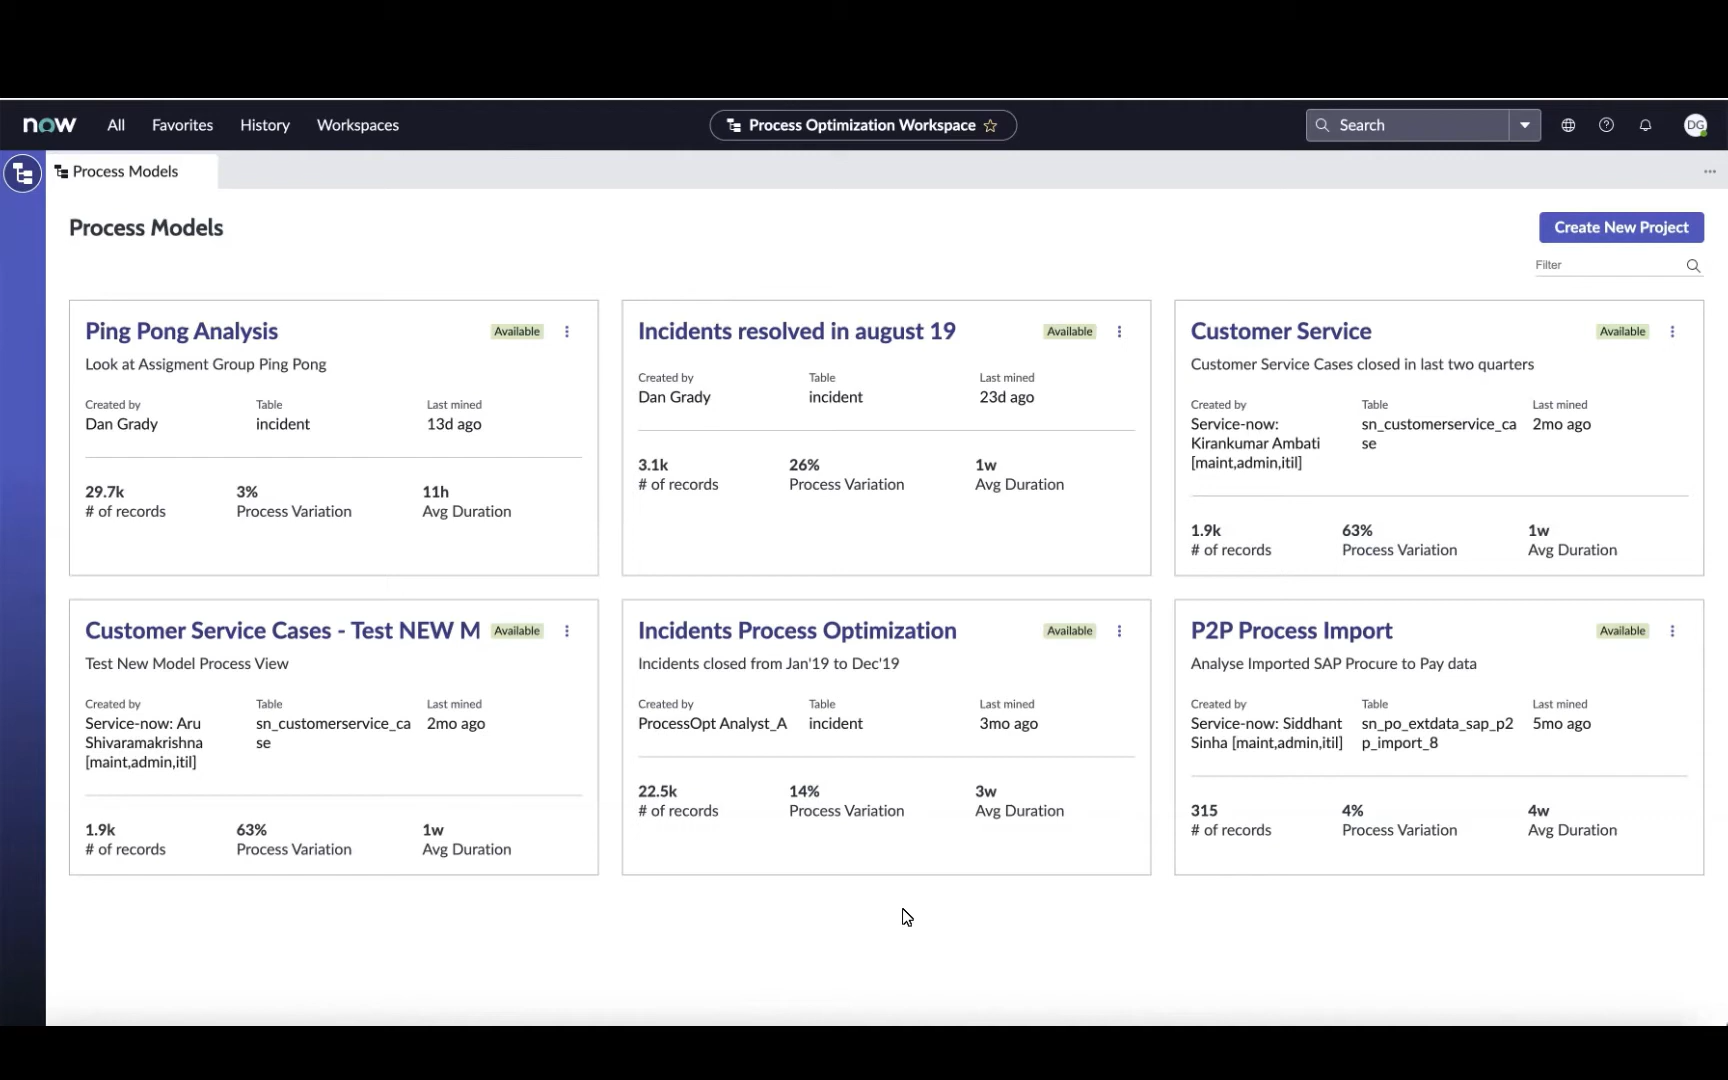 now All Favorites History Workspaces Process Optimization Workspace Search DG
Process Models
Process Models
Create New Project
Filter
Ping Pong Analysis Available
Look at Assigment Group Ping Pong
Created by Table Last mined
Dan Grady incident 13d ago
29.7k 3% 11h
# of records Process Variation Avg Duration
Incidents resolved in august 19 Available
Created by Table Last mined
Dan Grady incident 23d ago
3.1k 26% 1w
# of records Process Variation Avg Duration
Customer Service Available
Customer Service Cases closed in last two quarters
Created by Table Last mined
Service-now: sn_customerservice_ca 2mo ago
Kirankumar Ambati se
[maint,admin,itil]
1.9k 63% 1w
# of records Process Variation Avg Duration
Customer Service Cases - Test NEW M Available
Test New Model Process View
Created by Table Last mined
Service-now: Aru sn_customerservice_ca 2mo ago
Shivaramakrishna se
[maint,admin,itil]
1.9k 63% 1w
# of records Process Variation Avg Duration
Incidents Process Optimization Available
Incidents closed from Jan'19 to Dec'19
Created by Table Last mined
ProcessOpt Analyst_A incident 3mo ago
22.5k 14% 3w
# of records Process Variation Avg Duration
P2P Process Import Available
Analyse Imported SAP Procure to Pay data
Created by Table Last mined
Service-now: Siddhant sn_po_extdata_sap_p2 5mo ago
Sinha [maint,admin,itil] p_import_8
315 4% 4w
# of records Process Variation Avg Duration